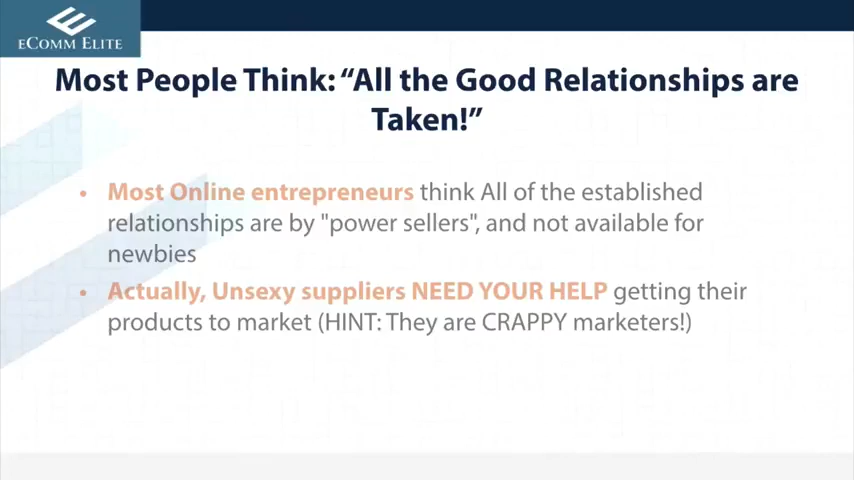 eComm Elite
Most People Think: “All the Good Relationships are
Taken!”
• Most Online entrepreneurs think All of the established
relationships are by "power sellers", and not available for
newbies
• Actually, Unsexy suppliers NEED YOUR HELP getting their
products to market (HINT: They are CRAPPY marketers!)